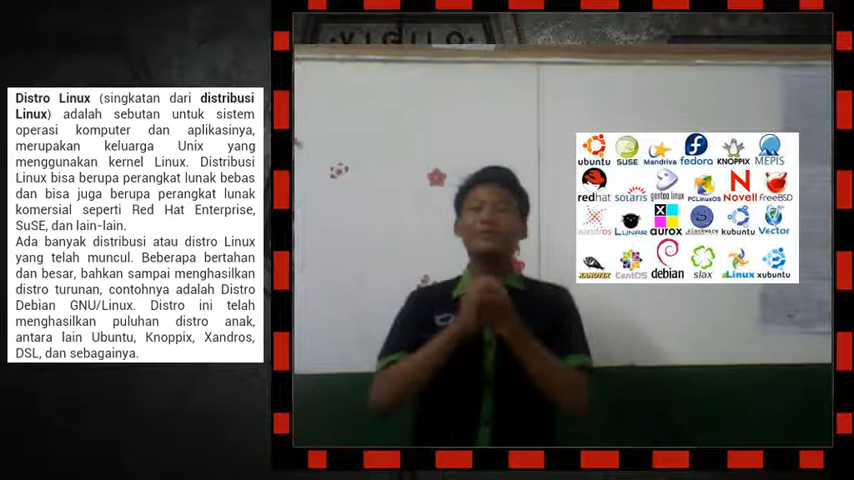 Distro Linux (singkatan dari distribusi
Linux) adalah sebutan untuk sistem
operasi komputer dan aplikasinya,
merupakan keluarga Unix yang
menggunakan kernel Linux. Distribusi
Linux bisa berupa perangkat lunak bebas
dan bisa juga berupa perangkat lunak
komersial seperti Red Hat Enterprise,
SuSE, dan lain-lain.
Ada banyak distribusi atau distro Linux
yang telah muncul. Beberapa bertahan
dan besar, bahkan sampai menghasilkan
distro turunan, contohnya adalah Distro
Debian GNU/Linux. Distro ini telah
menghasilkan puluhan distro anak,
antara lain Ubuntu, Knoppix, Xandros,
DSL, dan sebagainya.
VIGILO
ubuntu SUSE Mandriva fedora KNOPPIX MEPIS
redhat solaris gentoo linux PCLINUXOS Novell FreeBSD
xandros LUNAR aurox slackware kubuntu Vector
KANOTIX CentOS debian slax Linux xubuntu